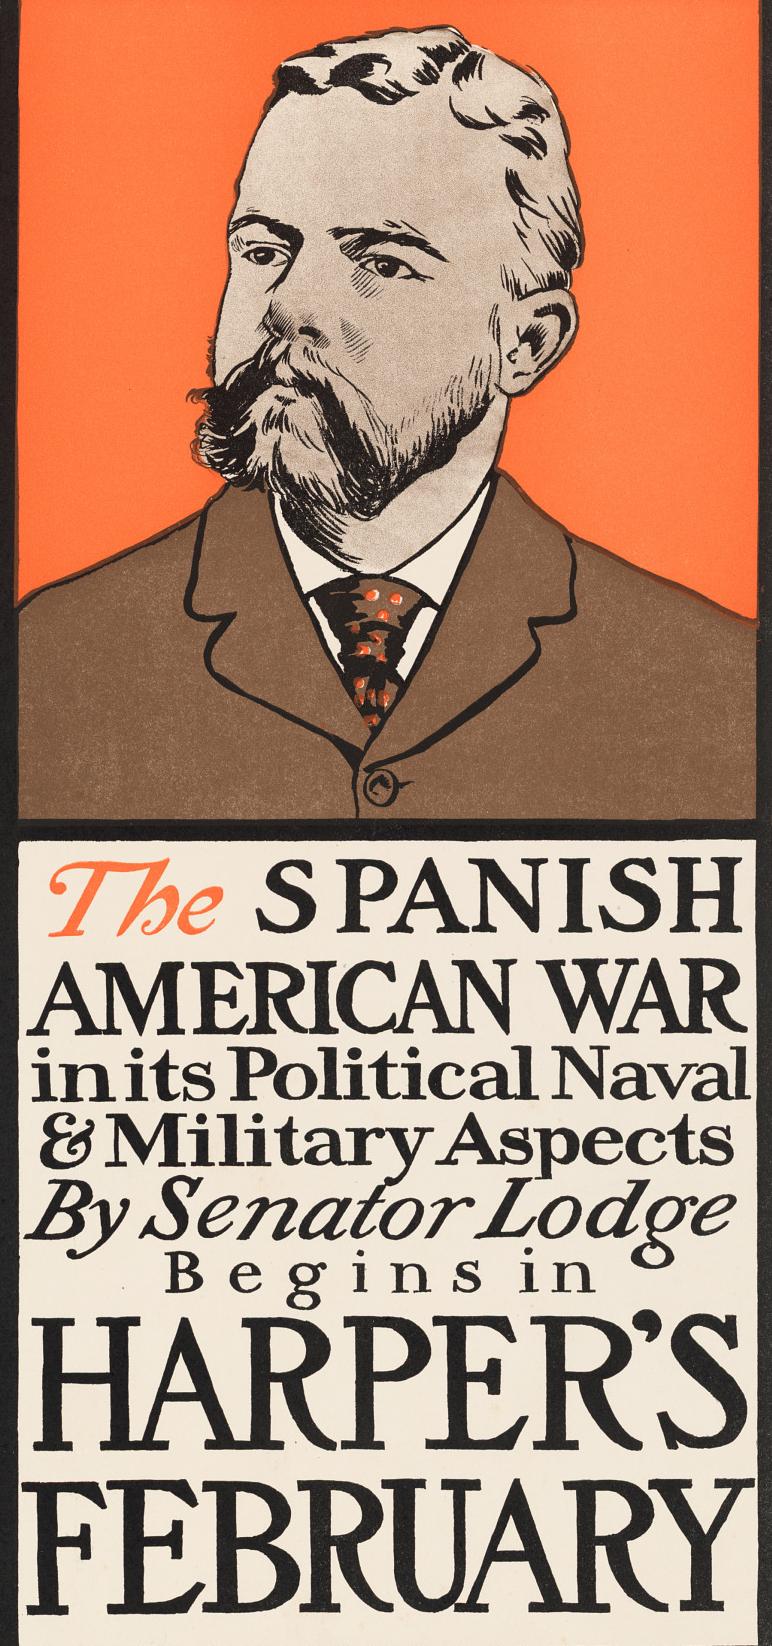 The SPANISH
AMERICAN WAR
in its Political Naval
& Military Aspects
By Senator Lodge
Begins in
HARPER'S
FEBRUARY